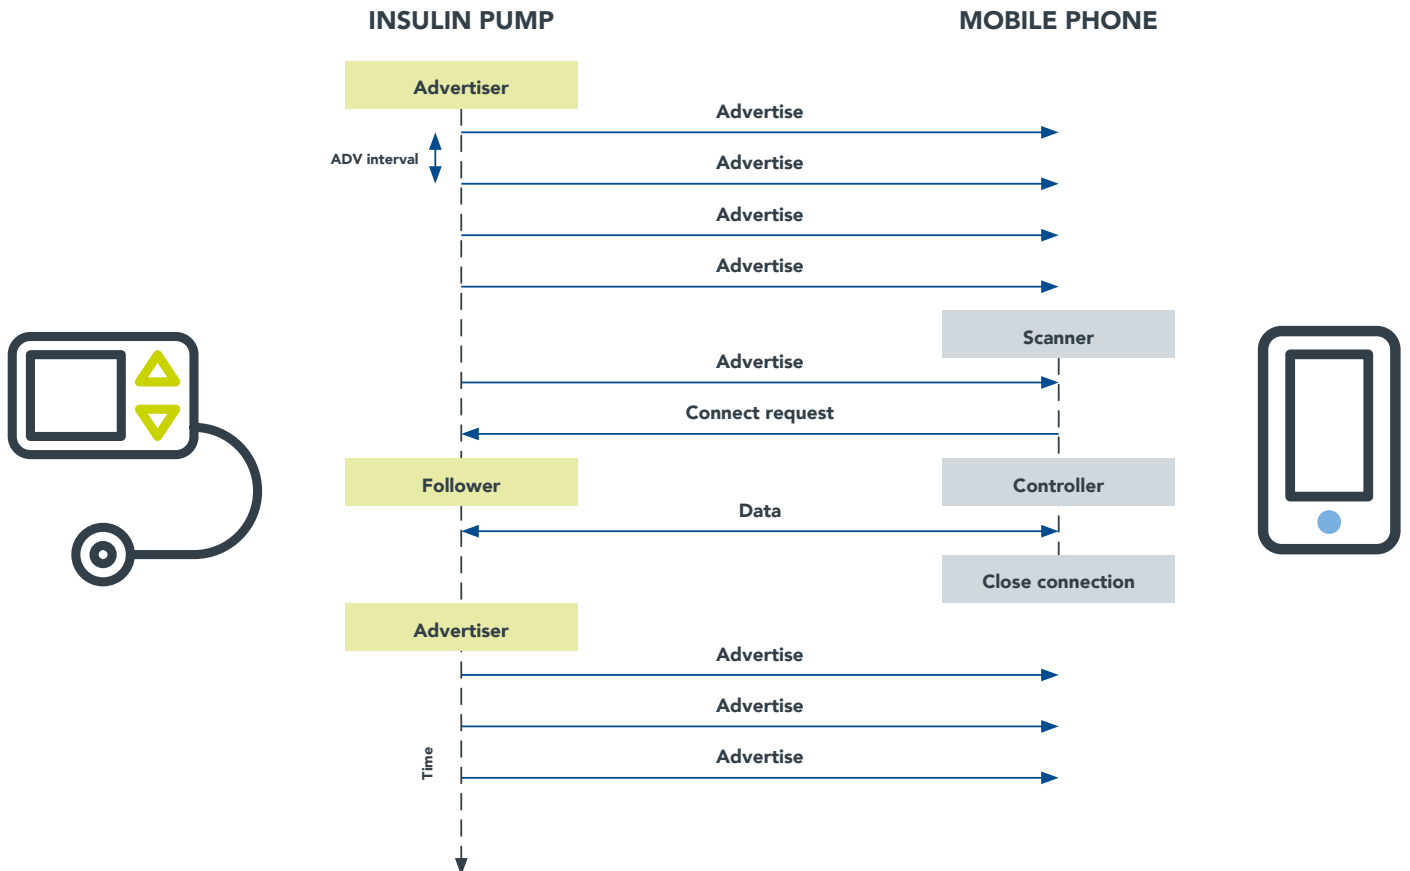 INSULIN PUMP
MOBILE PHONE
Advertiser
Advertise
ADV interval
Advertise
Advertise
Advertise
Scanner
Advertise
Connect request
Follower
Controller
Data
Close connection
Advertiser
Advertise
Advertise
Advertise
Time